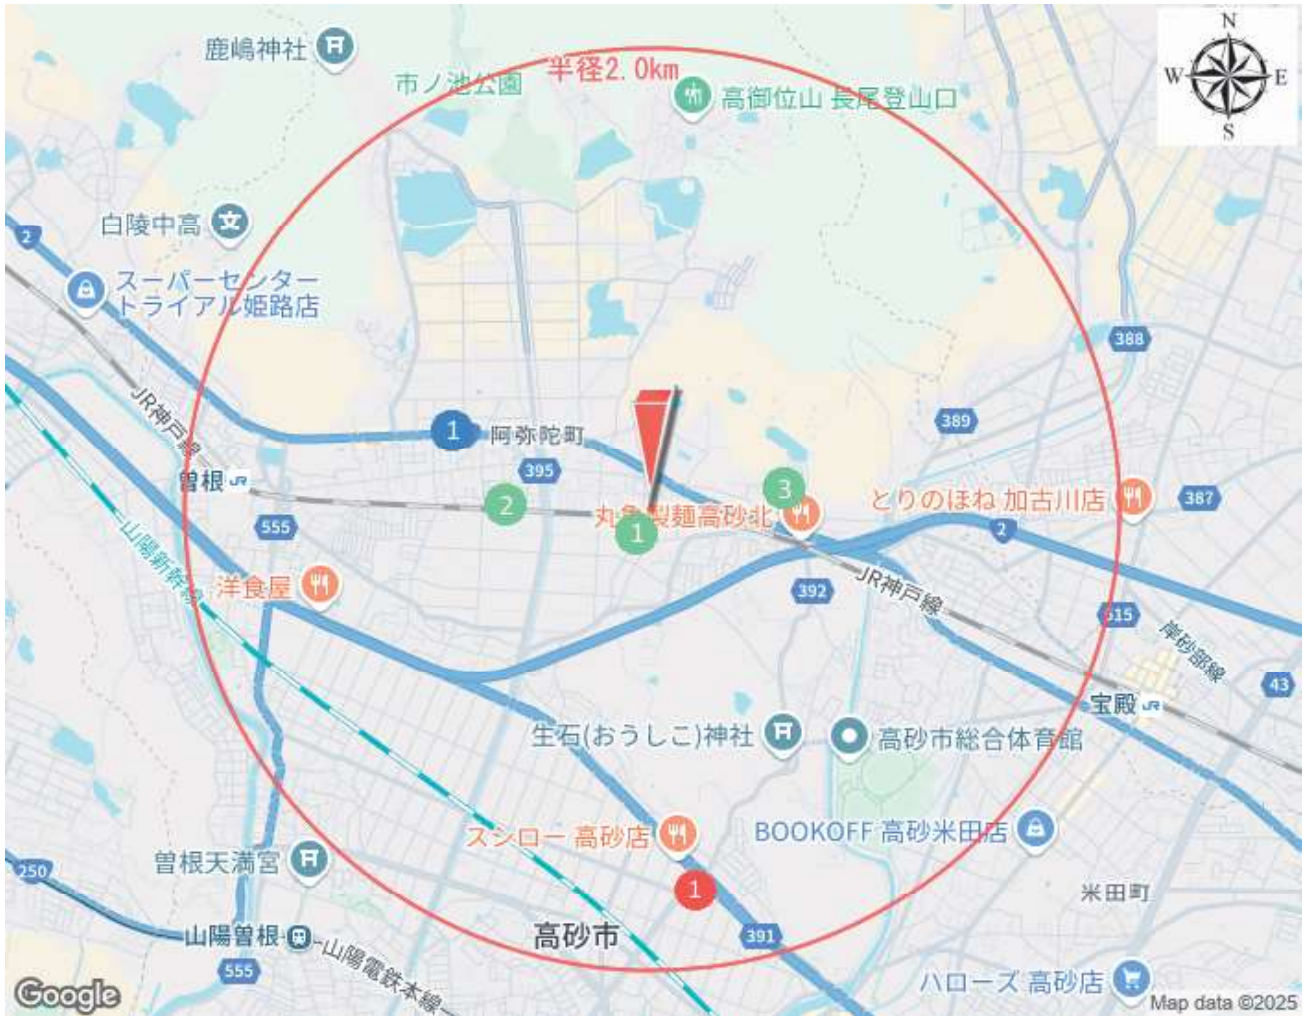 N
W E
S
鹿嶋神社
半径2.0km
市ノ池公園
高御位山 長尾登山口
白陵中高
2
スーパーセンター
トライアル姫路店
388
JR神戸線
389
1
阿弥陀町
395
曽根 JR
2
3
とりのほね 加古川店
387
丸亀製麺高砂北
1
2
555
山陽新幹線
洋食屋
392
JR神戸線
515
岸砂部線
43
宝殿 JR
生石(おうしこ)神社
高砂市総合体育館
スシロー 高砂店
BOOKOFF 高砂米田店
曽根天満宮
250
1
米田町
山陽曽根
高砂市
391
555
山陽電鉄本線
ハローズ 高砂店
Google
Map data ©2025